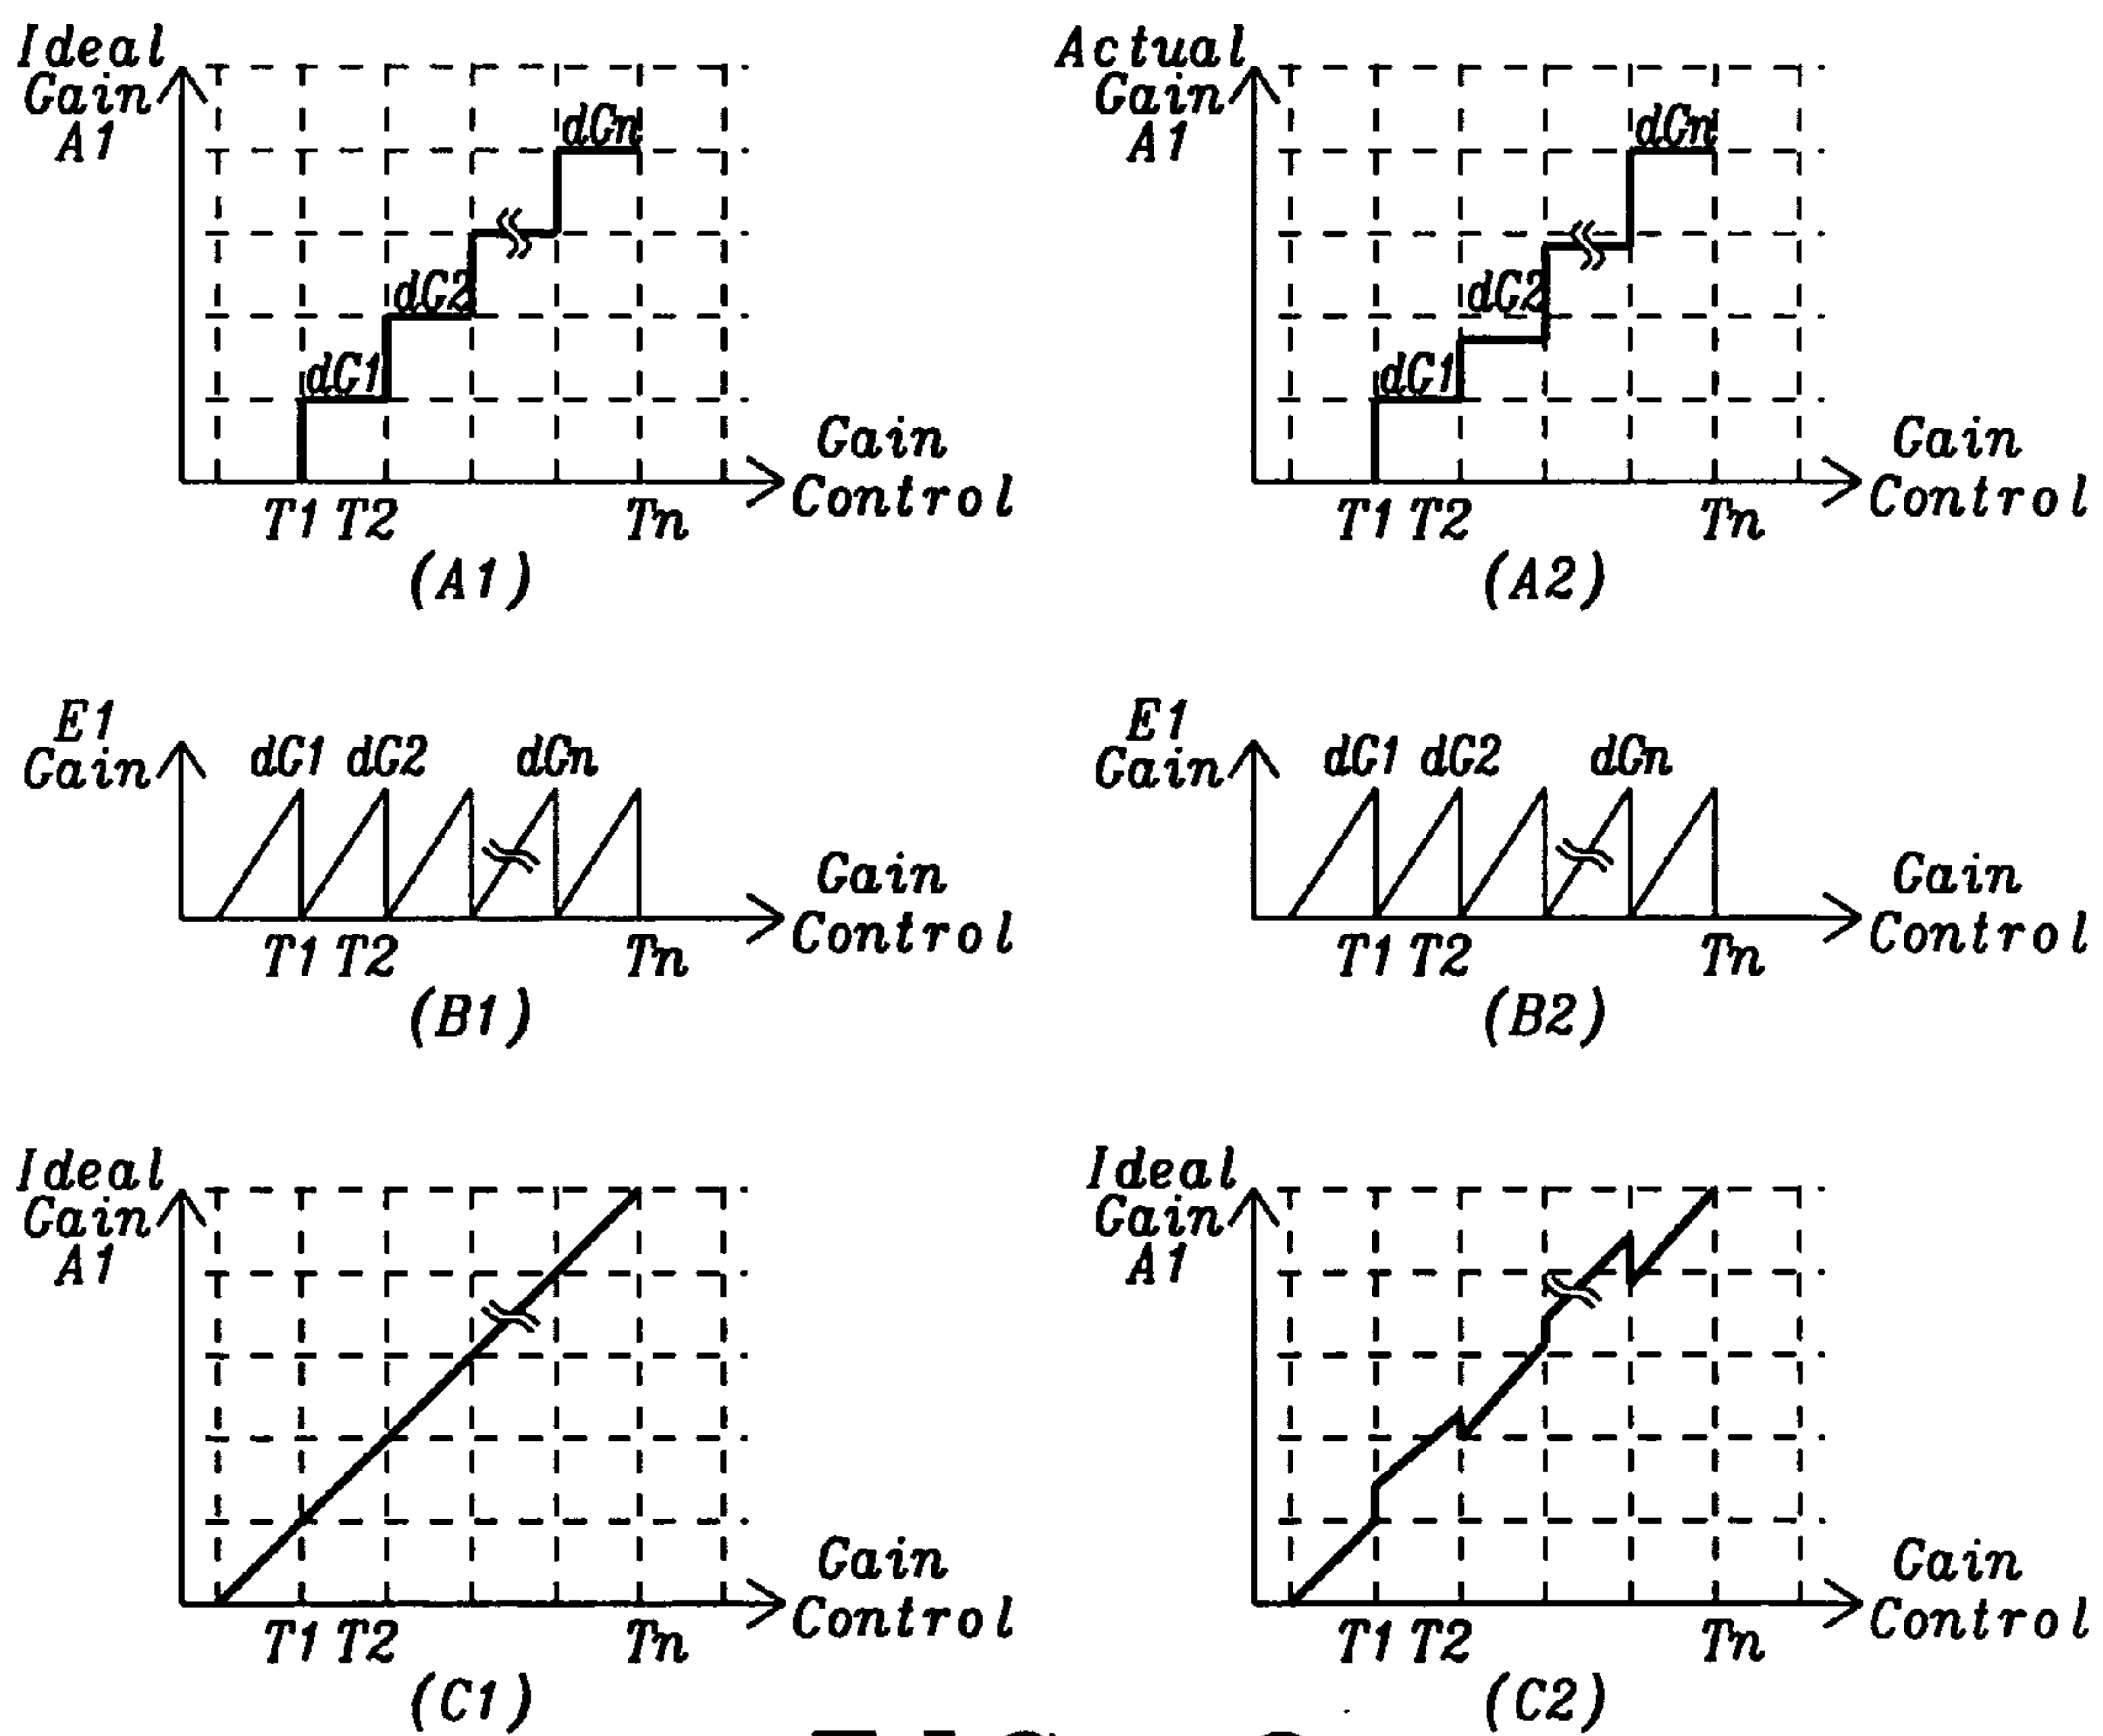 Ideal
Gain
A1
dGn
dG2
dG1
Gain
Control
T1 T2 Tn
(A1)
Actual
Gain
A1
dGn
dG2
dG1
Gain
Control
T1 T2 Tn
(A2)
E1
Gain
dG1 dG2 dGn
Gain
Control
T1 T2 Tn
(B1)
E1
Gain
dG1 dG2 dGn
Gain
Control
T1 T2 Tn
(B2)
Ideal
Gain
A1
Gain
Control
T1 T2 Tn
(C1)
Ideal
Gain
A1
Gain
Control
T1 T2 Tn
(C2)